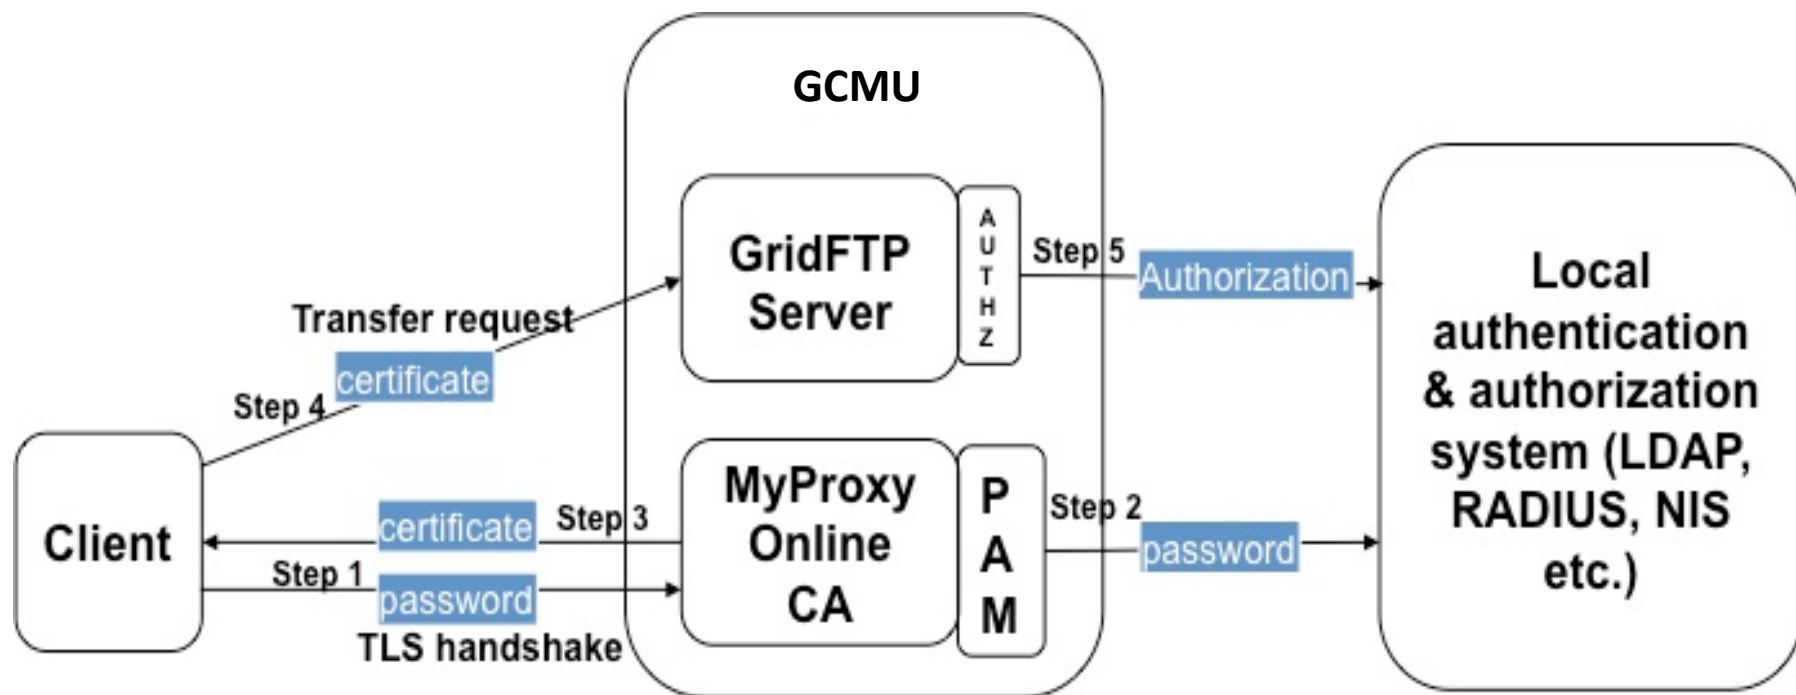 GCMU
GridFTP
Server
A
U
T
H
Z
Step 5
Authorization
Local
authentication
& authorization
system (LDAP,
RADIUS, NIS
etc.)
Transfer request
certificate
Step 4
Client
certificate
Step 3
Step 1
password
TLS handshake
MyProxy
Online
CA
P
A
M
Step 2
password